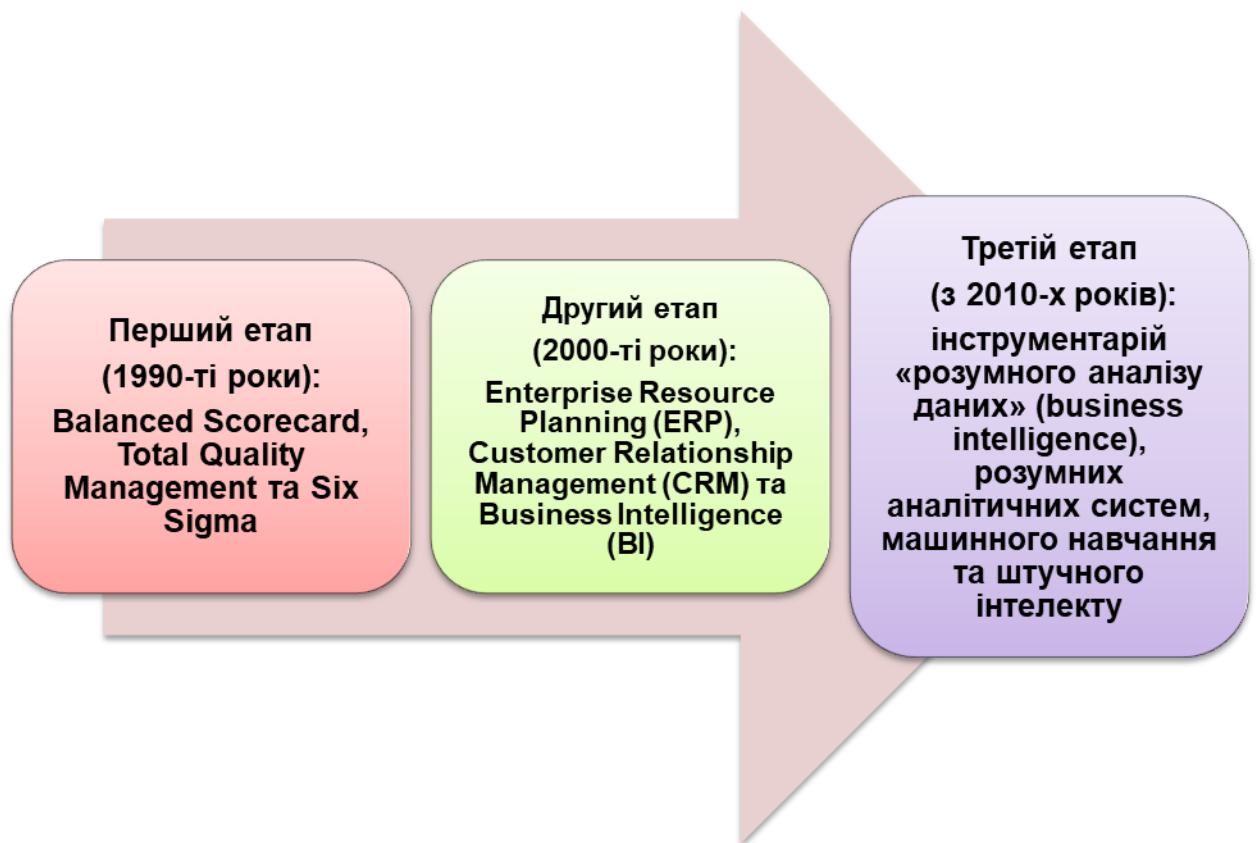 Перший етап
(1990-ті роки):
Balanced Scorecard,
Total Quality
Management та Six
Sigma
Другий етап
(2000-ті роки):
Enterprise Resource
Planning (ERP),
Customer Relationship
Management (CRM) та
Business Intelligence
(BI)
Третій етап
(з 2010-х років):
інструментарій
«розумного аналізу
даних» (business
intelligence),
розумних
аналітичних систем,
машинного навчання
та штучного
інтелекту